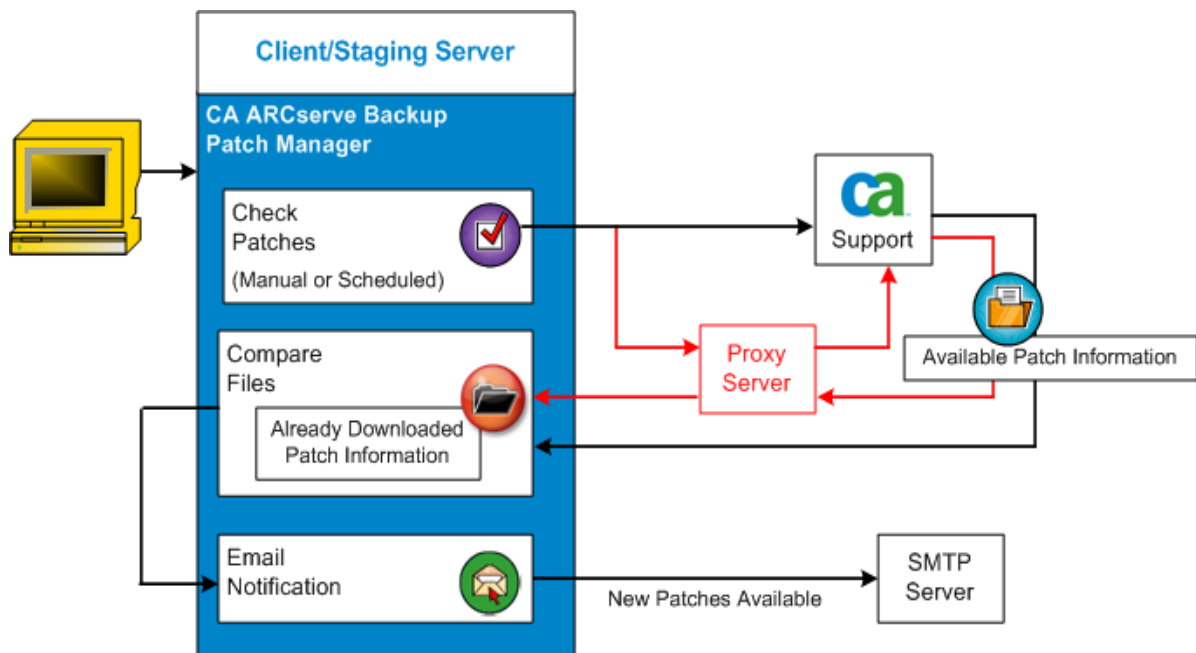 Client/Staging Server
CA ARCserve Backup
Patch Manager
Check
Patches
(Manual or Scheduled)
ca
Support
Proxy
Server
Available Patch Information
Compare
Files
Already Downloaded
Patch Information
Email
Notification
New Patches Available
SMTP
Server